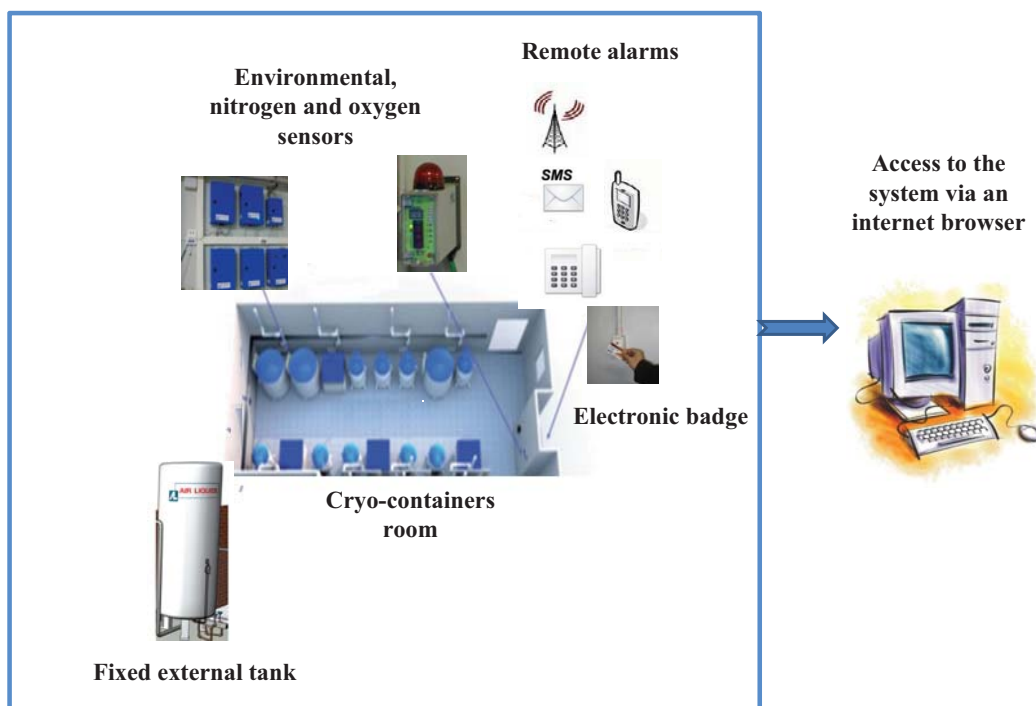 Remote alarms
Environmental,
nitrogen and oxygen
sensors
SMS
Access to the
system via an
internet browser
Electronic badge
Cryo-containers
room
AIR LIQUIDE
Fixed external tank